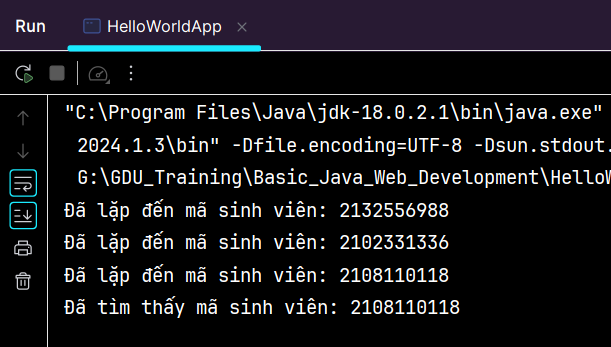 Run HelloWorldApp
"C:\Program Files\Java\jdk-18.0.2.1\bin\java.exe"
2024.1.3\bin" -Dfile.encoding=UTF-8 -Dsun.stdout.
G:\GDU_Training\Basic_Java_Web_Development\HelloW
Đã lặp đến mã sinh viên: 2132556988
Đã lặp đến mã sinh viên: 2102331336
Đã lặp đến mã sinh viên: 2108110118
Đã tìm thấy mã sinh viên: 2108110118